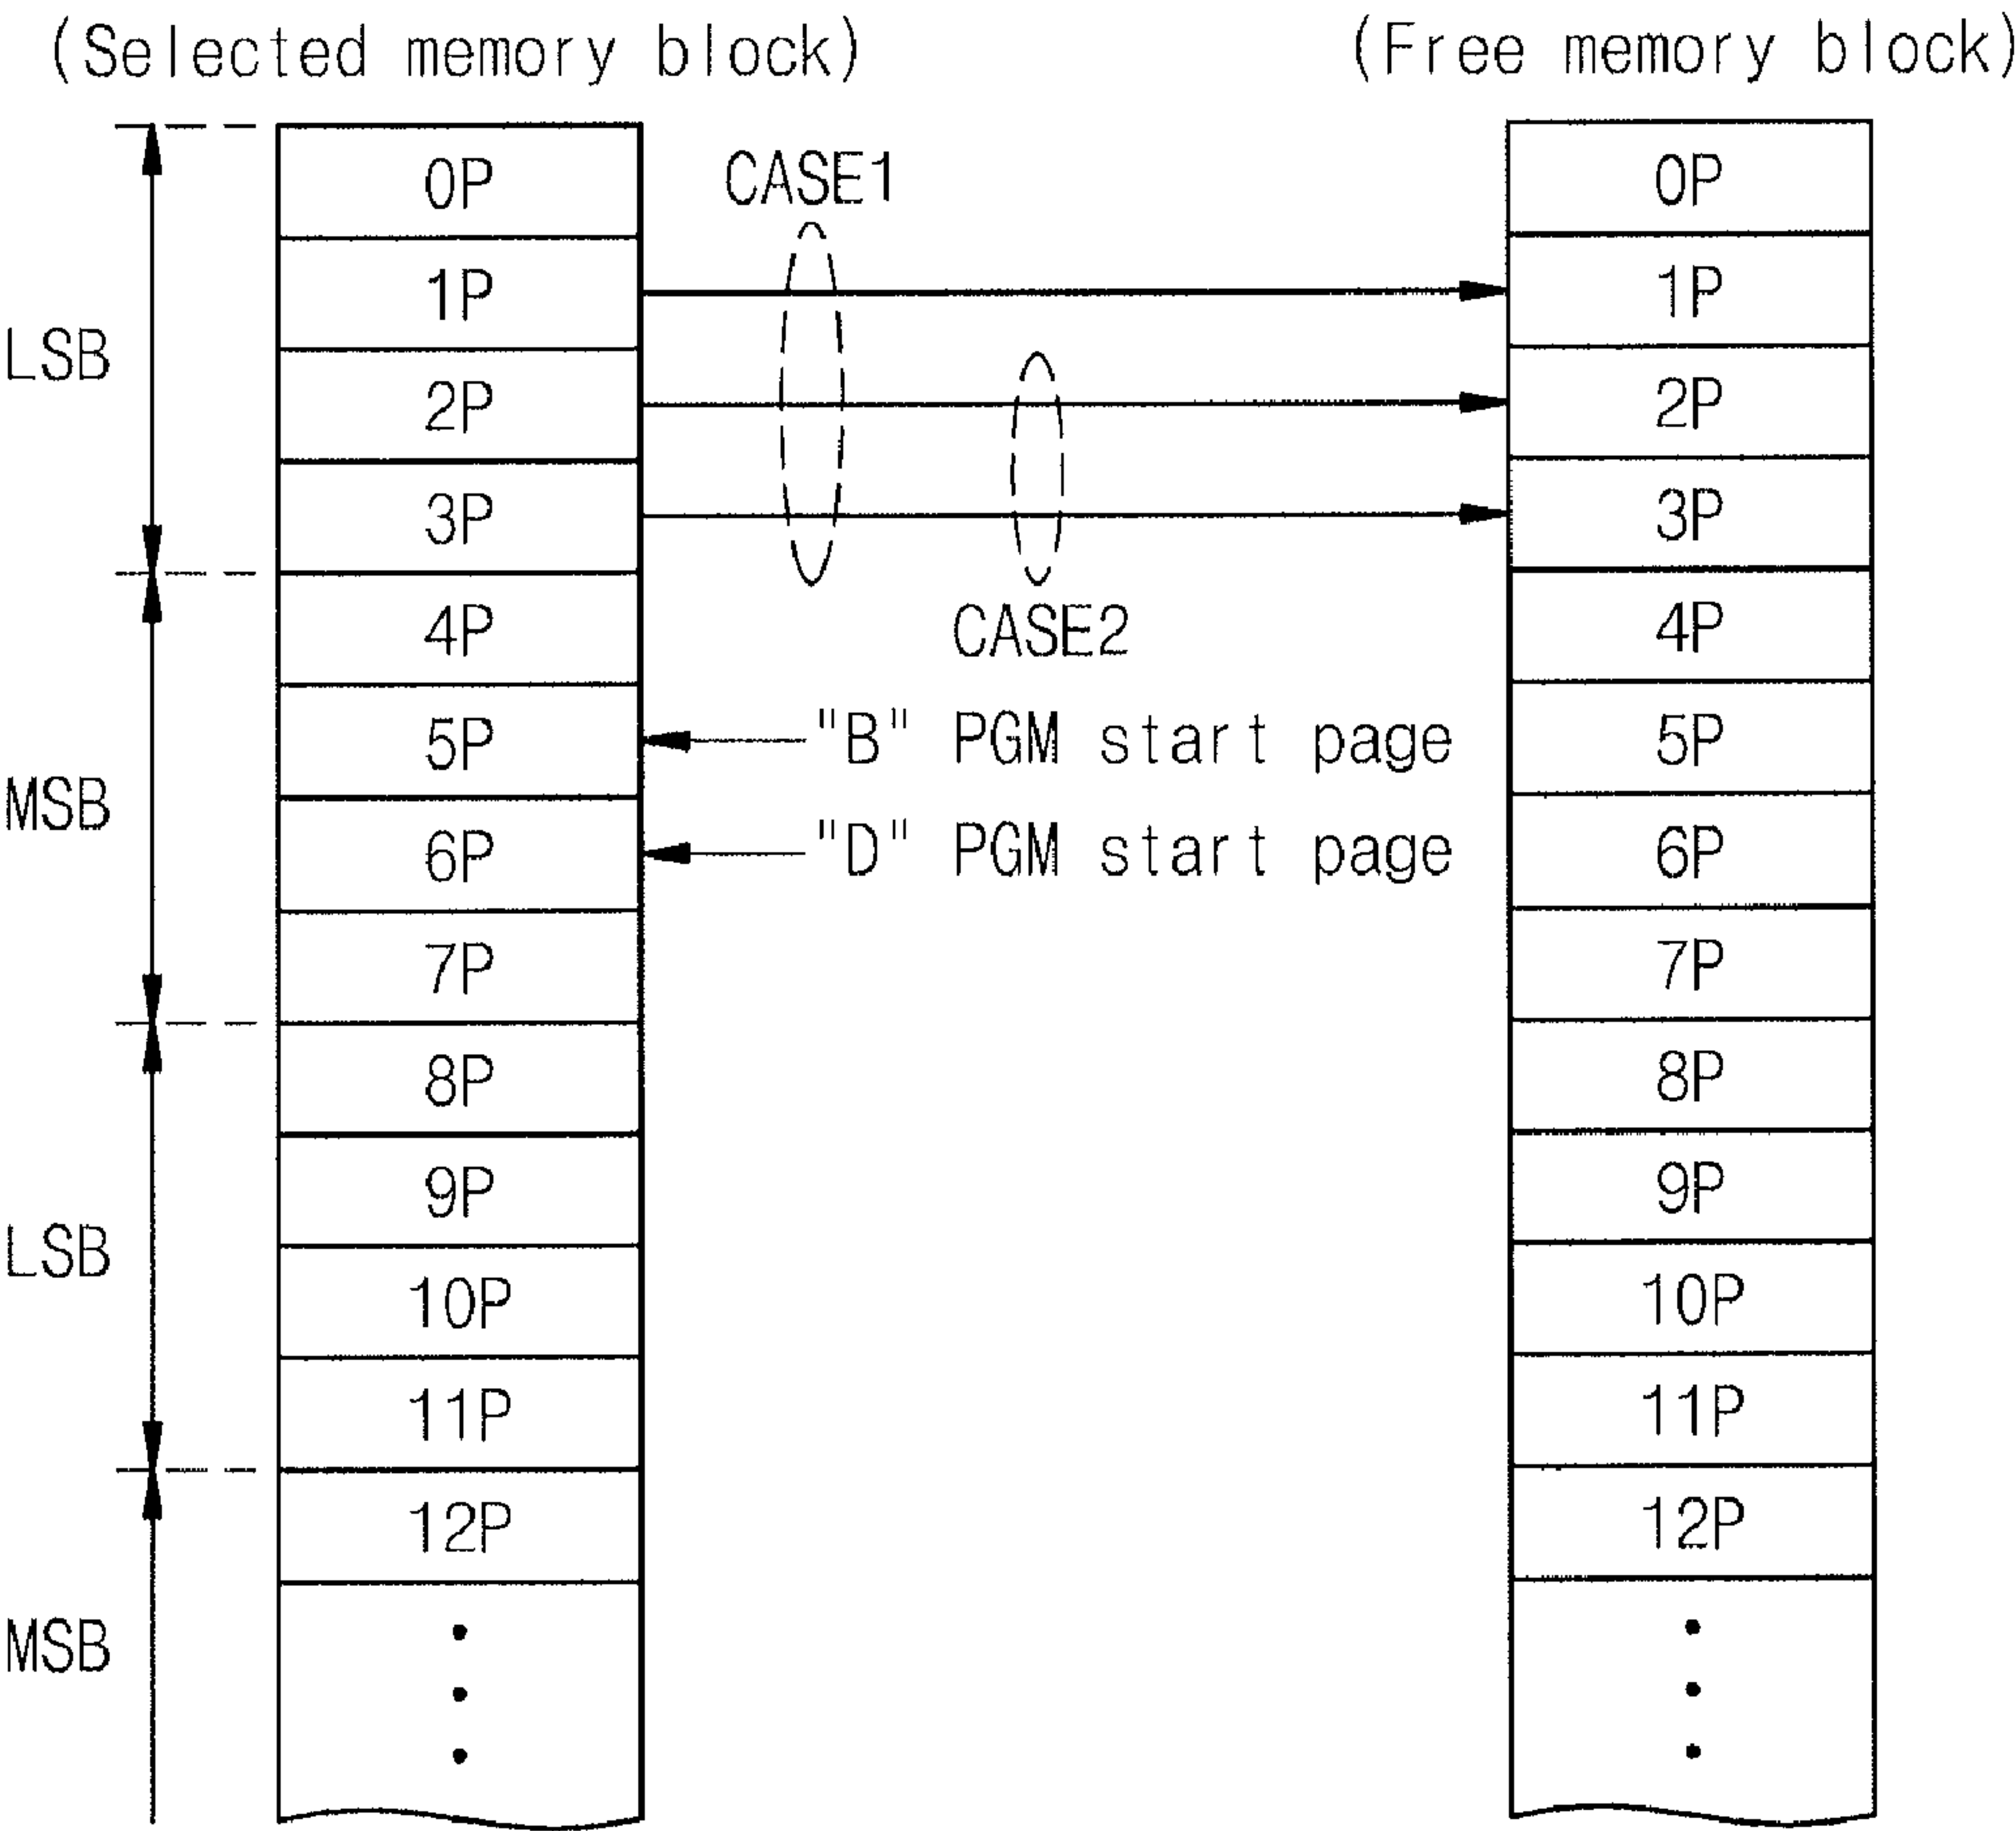 (Selected memory block)
(Free memory block)
0P
CASE1
0P
1P
1P
LSB
2P
2P
3P
3P
4P
CASE2
4P
5P
"B" PGM start page
5P
MSB
6P
"D" PGM start page
6P
7P
7P
8P
8P
9P
9P
LSB
10P
10P
11P
11P
12P
12P
MSB